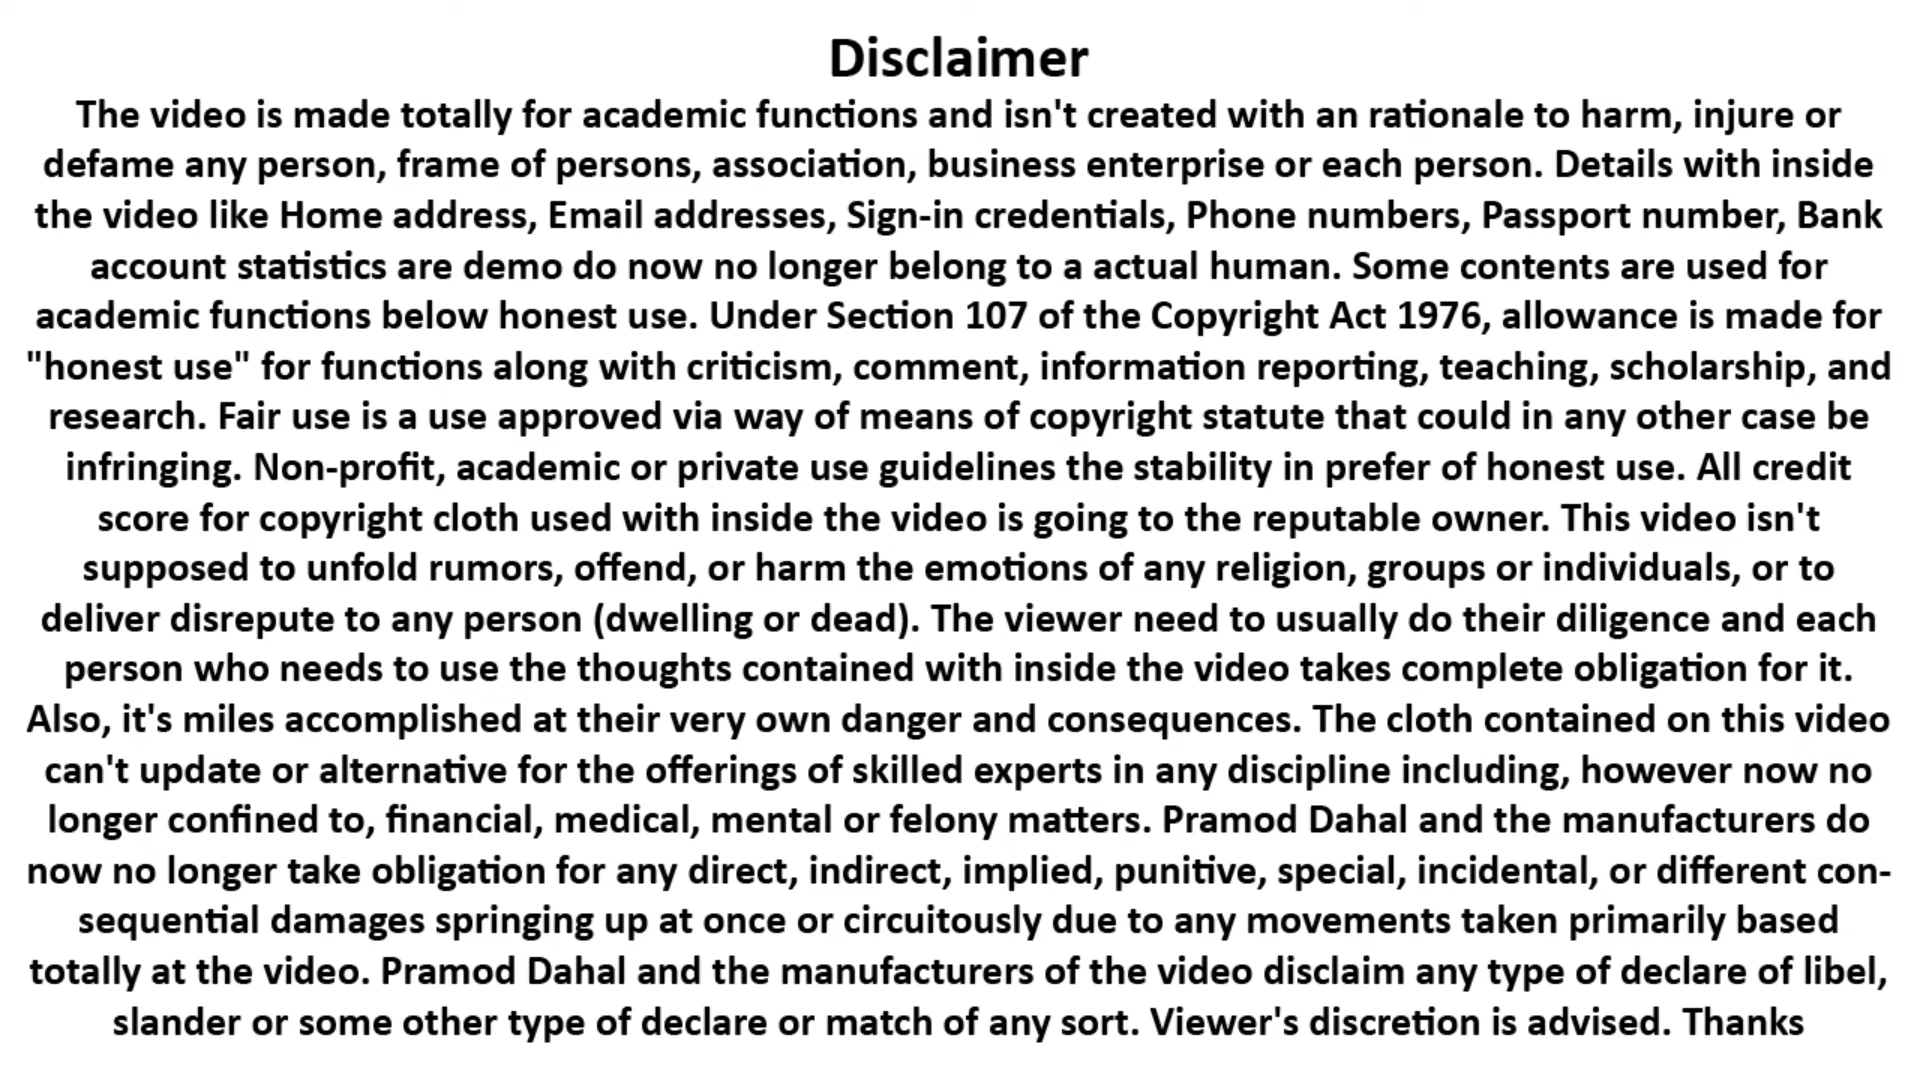 Disclaimer
The video is made totally for academic functions and isn't created with an rationale to harm, injure or
defame any person, frame of persons, association, business enterprise or each person. Details with inside
the video like Home address, Email addresses, Sign-in credentials, Phone numbers, Passport number, Bank
account statistics are demo do now no longer belong to a actual human. Some contents are used for
academic functions below honest use. Under Section 107 of the Copyright Act 1976, allowance is made for
"honest use" for functions along with criticism, comment, information reporting, teaching, scholarship, and
research. Fair use is a use approved via way of means of copyright statute that could in any other case be
infringing. Non-profit, academic or private use guidelines the stability in prefer of honest use. All credit
score for copyright cloth used with inside the video is going to the reputable owner. This video isn't
supposed to unfold rumors, offend, or harm the emotions of any religion, groups or individuals, or to
deliver disrepute to any person (dwelling or dead). The viewer need to usually do their diligence and each
person who needs to use the thoughts contained with inside the video takes complete obligation for it.
Also, it's miles accomplished at their very own danger and consequences. The cloth contained on this video
can't update or alternative for the offerings of skilled experts in any discipline including, however now no
longer confined to, financial, medical, mental or felony matters. Pramod Dahal and the manufacturers do
now no longer take obligation for any direct, indirect, implied, punitive, special, incidental, or different con-
sequential damages springing up at once or circuitously due to any movements taken primarily based
totally at the video. Pramod Dahal and the manufacturers of the video disclaim any type of declare of libel,
slander or some other type of declare or match of any sort. Viewer's discretion is advised. Thanks